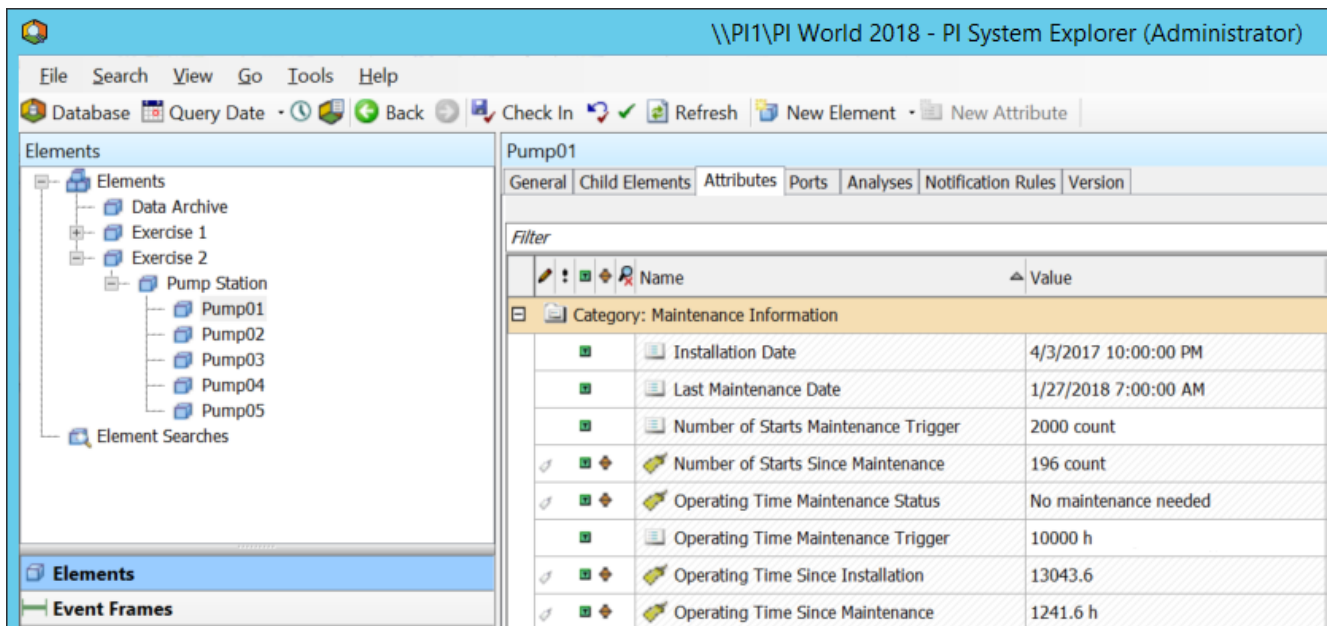 \\PI1\PI World 2018 - PI System Explorer (Administrator)
File Search View Go Tools Help
Database Query Date Back Check In Refresh New Element New Attribute
Elements
Elements
Data Archive
Exercise 1
Exercise 2
Pump Station
Pump01
Pump02
Pump03
Pump04
Pump05
Element Searches
Elements
Event Frames
Pump01
General Child Elements Attributes Ports Analyses Notification Rules Version
Filter
Name Value
Category: Maintenance Information
Installation Date 4/3/2017 10:00:00 PM
Last Maintenance Date 1/27/2018 7:00:00 AM
Number of Starts Maintenance Trigger 2000 count
Number of Starts Since Maintenance 196 count
Operating Time Maintenance Status No maintenance needed
Operating Time Maintenance Trigger 10000 h
Operating Time Since Installation 13043.6
Operating Time Since Maintenance 1241.6 h